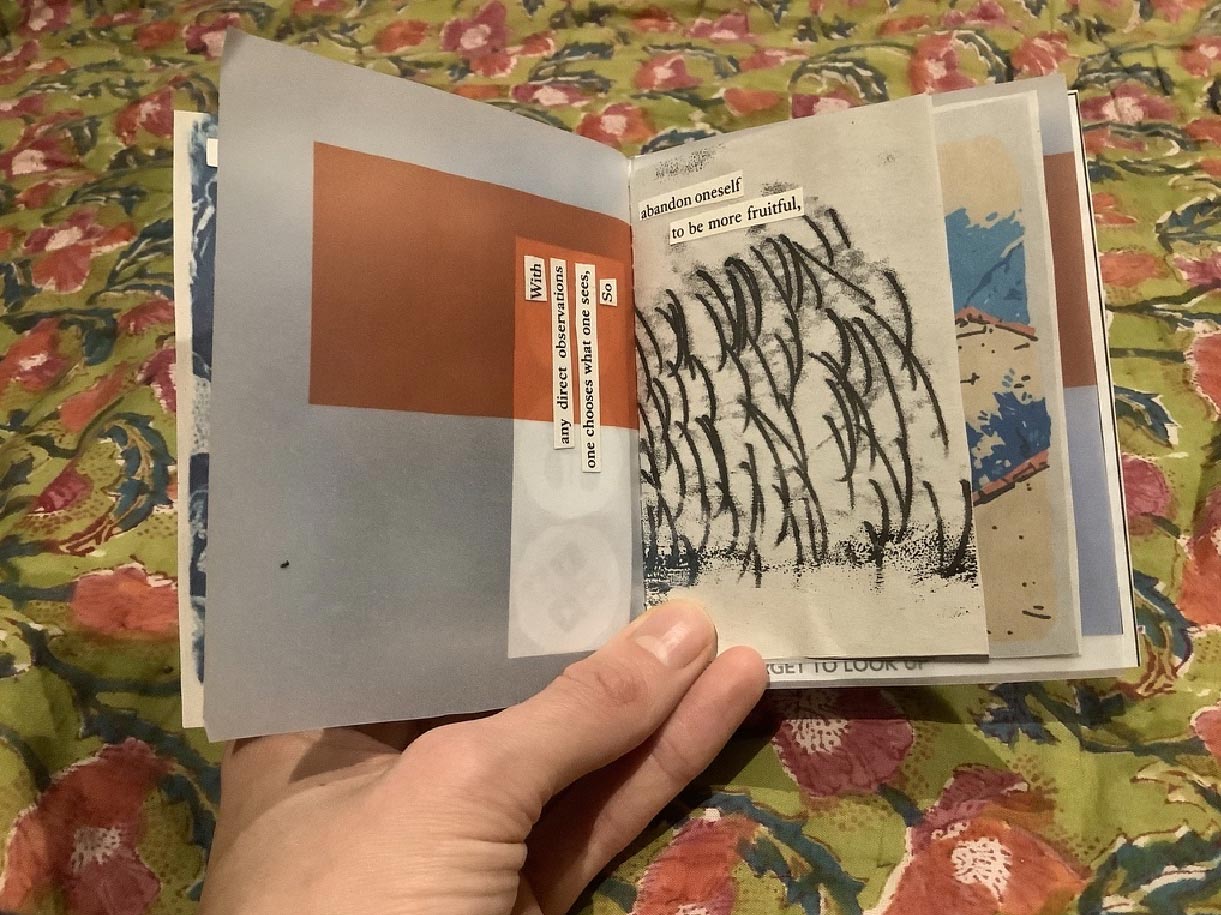 With
any direct observations
one chooses what one sees,
So
abandon oneself
to be more fruitful,
TO LOOK UP